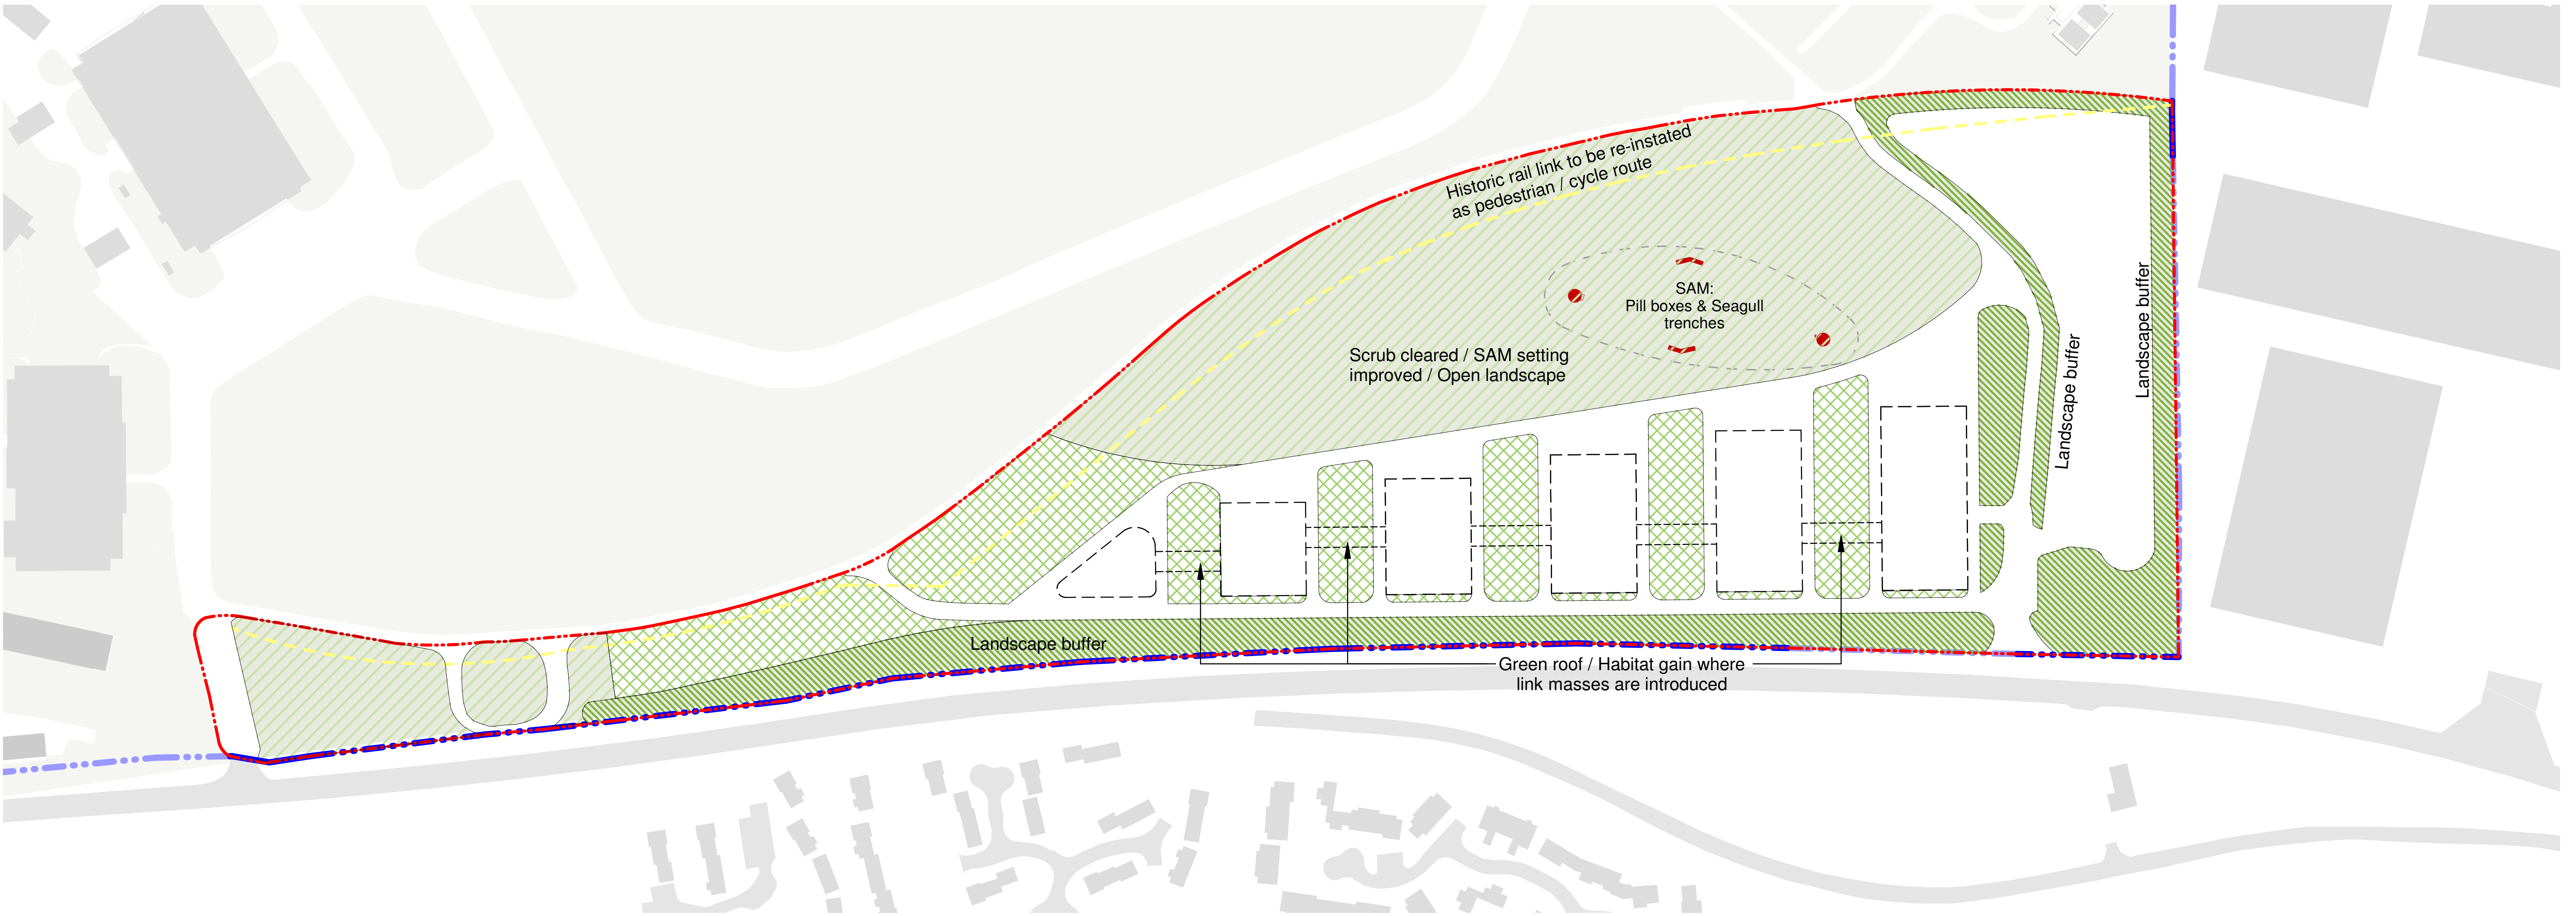 Historic rail link to be re-instated
as pedestrian / cycle route
SAM:
Pill boxes & Seagull
trenches
Scrub cleared / SAM setting
improved / Open landscape
Landscape buffer
Landscape buffer
Landscape buffer
Green roof / Habitat gain where
link masses are introduced